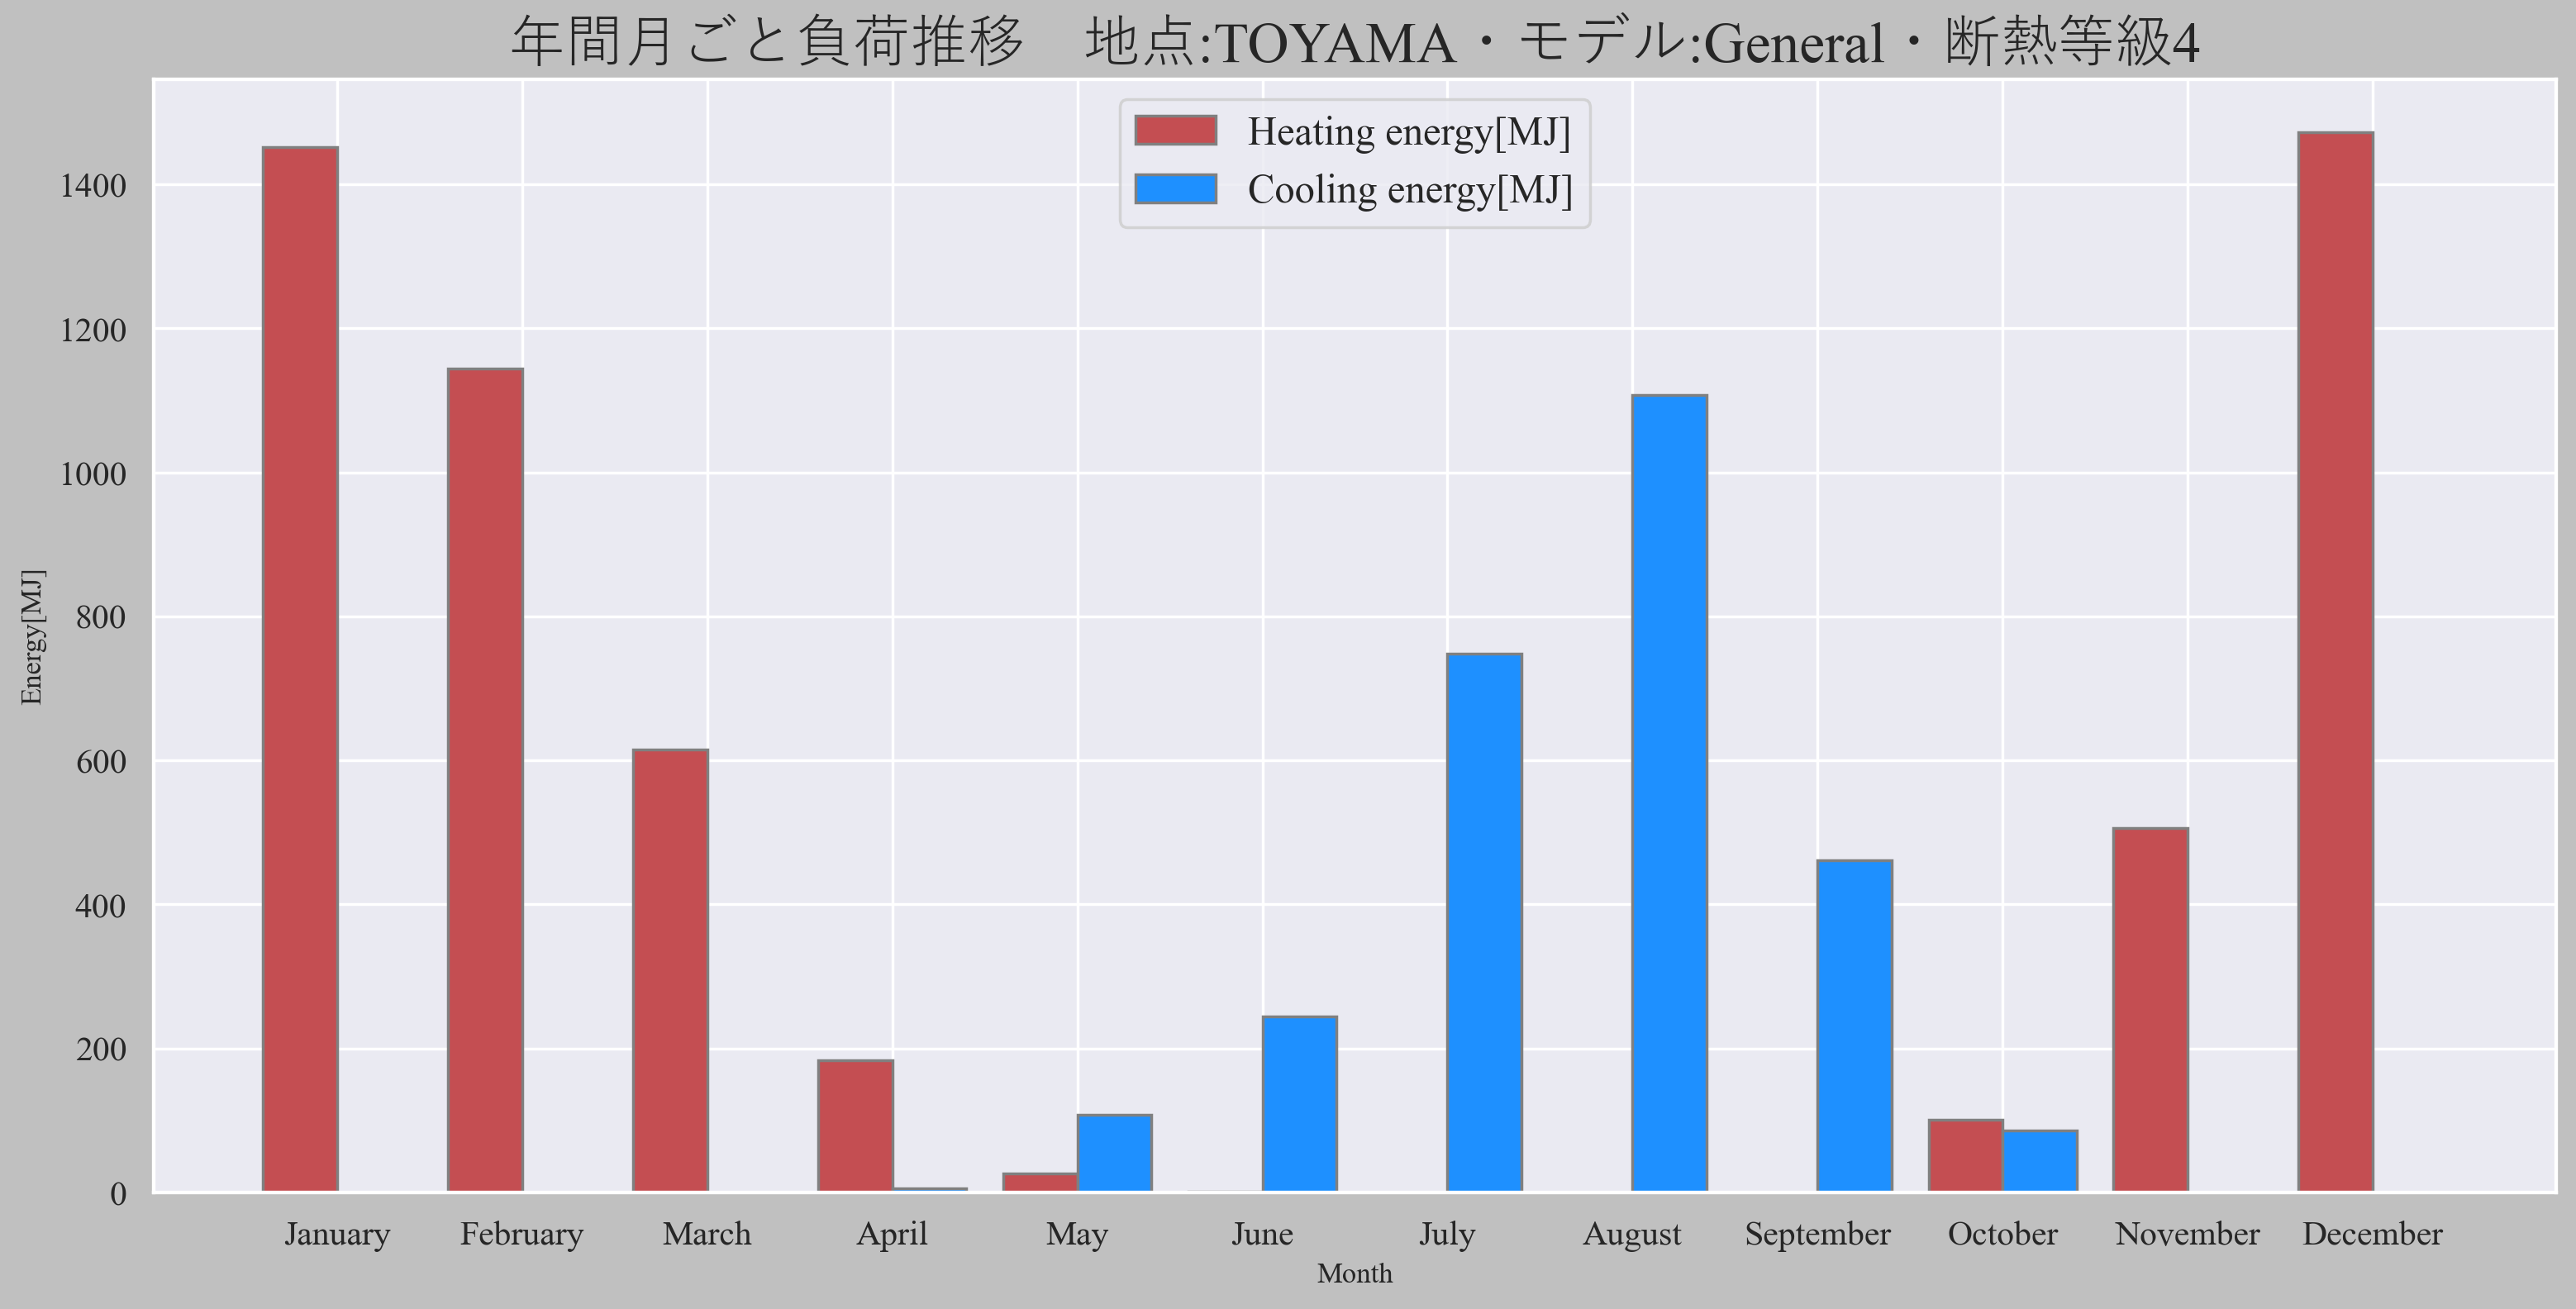 年間月ごと負荷推移　地点:TOYAMA・モデル:General・断熱等級4
Heating energy[MJ]
Cooling energy[MJ]
Energy[MJ]
1400
1200
1000
800
600
400
200
0
January February March April May June July August September October November December
Month